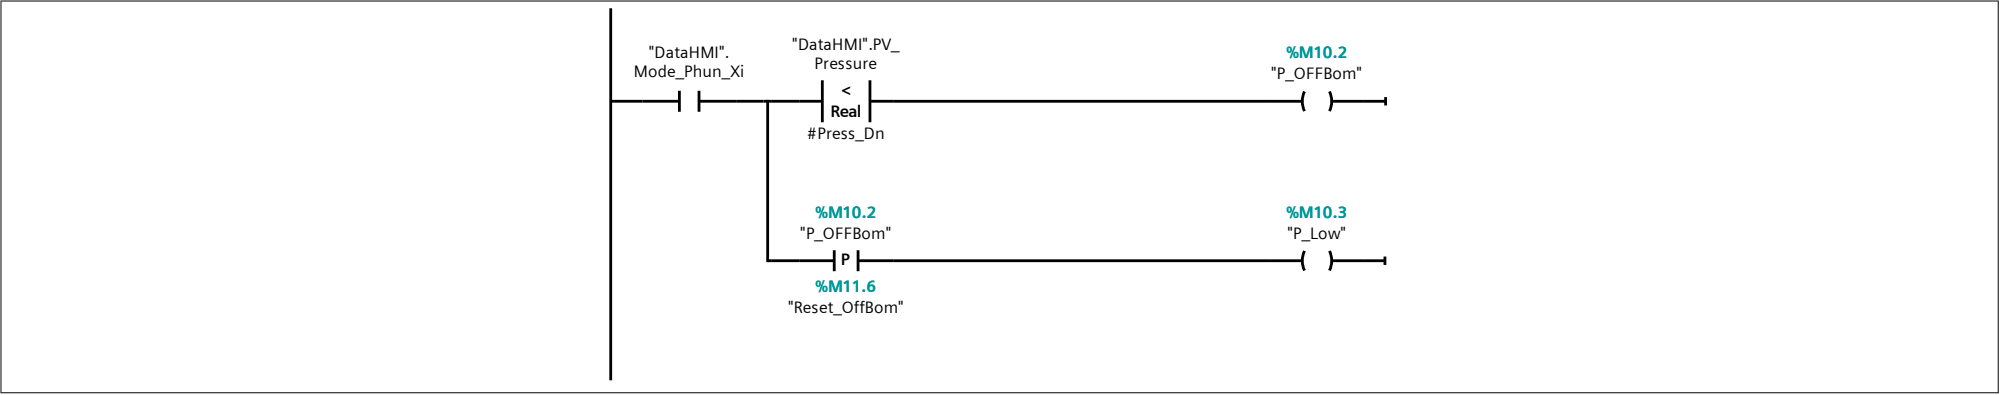 "DataHMI".
Mode_Phun_Xi
"DataHMI".PV_
Pressure
<
Real
#Press_Dn
%M10.2
"P_OFFBom"
%M10.2
"P_OFFBom"
P
%M11.6
"Reset_OffBom"
%M10.3
"P_Low"